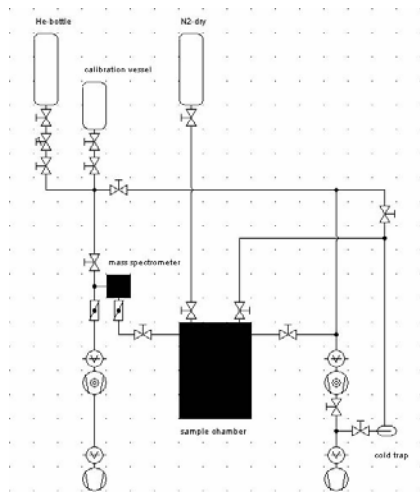 He-bottle
N2-dry
calibration vessel
mass spectrometer
sample chamber
cold trap